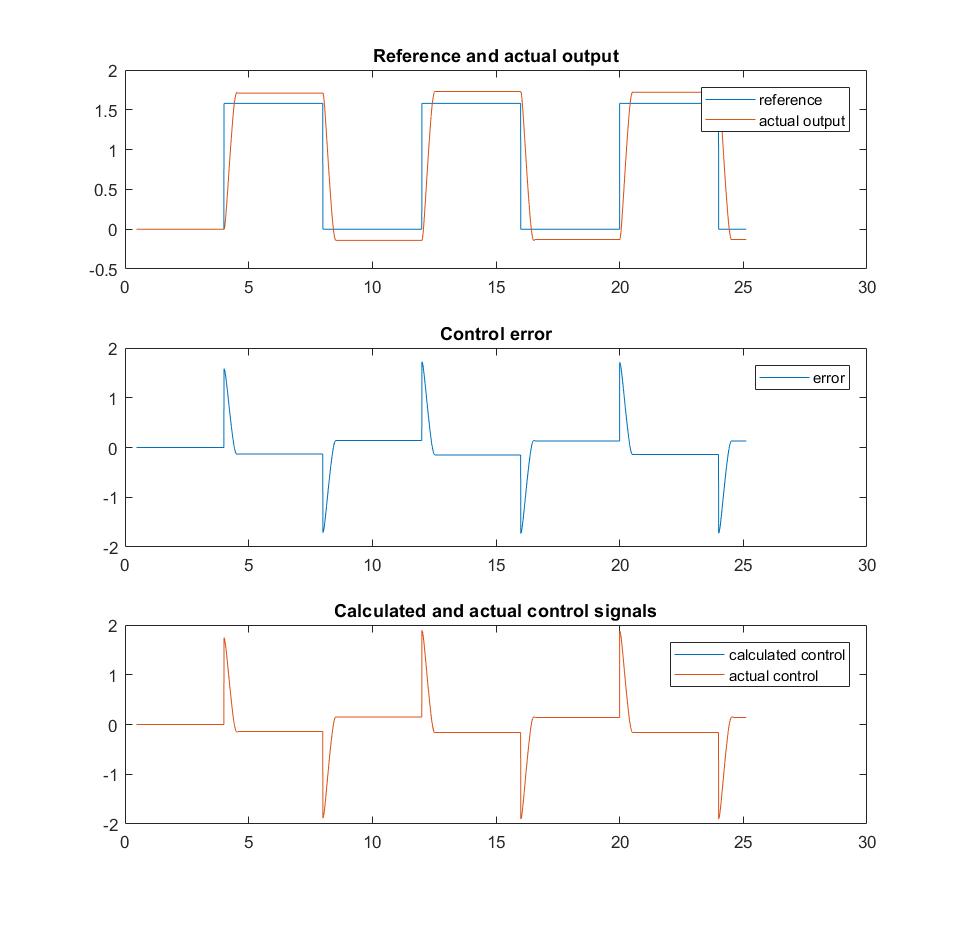 Reference and actual output
2
1.5
1
0.5
0
-0.5
0 5 10 15 20 25 30
reference
actual output
Control error
2
1
0
-1
-2
0 5 10 15 20 25 30
error
Calculated and actual control signals
2
1
0
-1
-2
0 5 10 15 20 25 30
calculated control
actual control